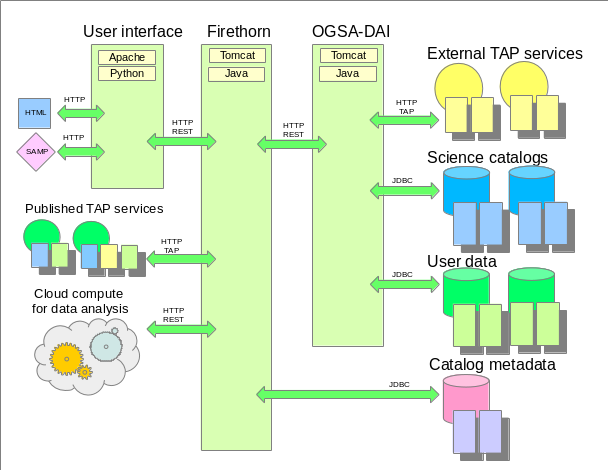 User interface
Firethorn
OGSA-DAI
Apache
Python
Tomcat
Java
Tomcat
Java
External TAP services
HTML
HTTP
SAMP
HTTP
HTTP
REST
HTTP
REST
HTTP
TAP
Science catalogs
JDBC
Published TAP services
HTTP
TAP
User data
JDBC
Cloud compute
for data analysis
HTTP
REST
Catalog metadata
JDBC